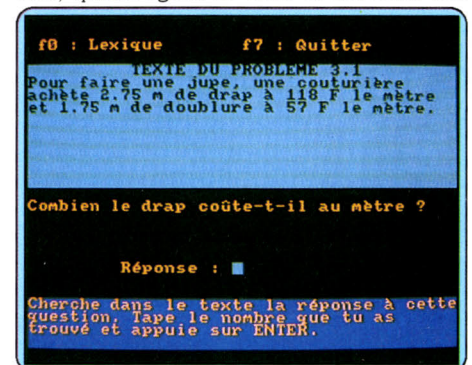 f0 : Lexique f7 : Quitter
TEXTE DU PROBLEME 3.1
Pour faire une jupe, une couturière
achète 2.75 m de drap à 118 F le mètre
et 1.75 m de doublure à 57 F le mètre.
Combien le drap coûte-t-il au mètre ?
Réponse :
Cherche dans le texte la réponse à cette
question. Tape le nombre que tu as
trouvé et appuie sur ENTER.